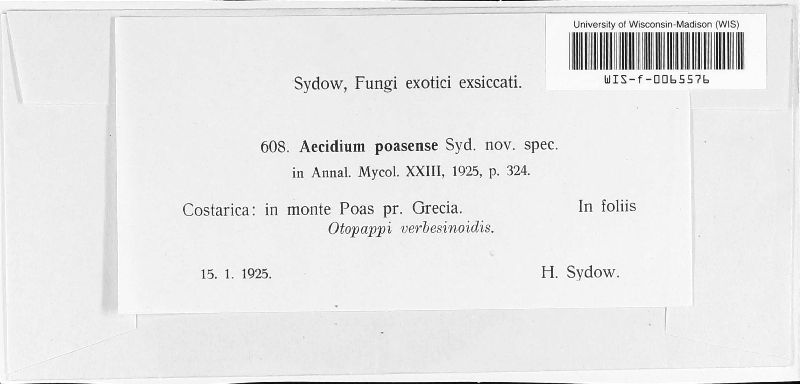 University of Wisconsin-Madison (WIS)
WIS-f-0065576
Sydow, Fungi exotici exsiccati.
608. Aecidium poasense Syd. nov. spec.
in Annal. Mycol. XXIII, 1925, p. 324.
Costarica: in monte Poas pr. Grecia. In foliis
Otopappi verbesinoidis.
15. 1. 1925. H. Sydow.